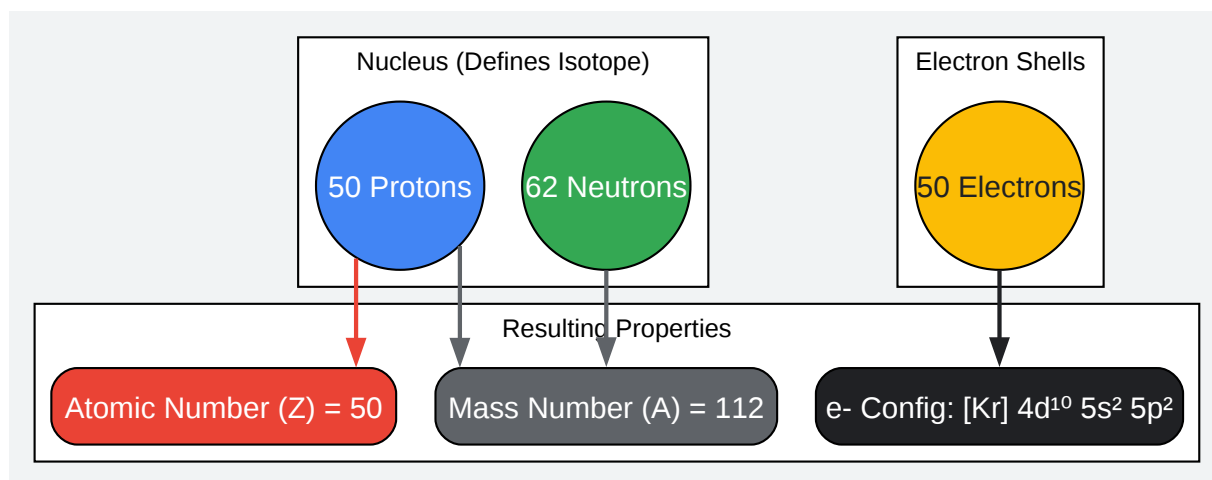 Nucleus (Defines Isotope)
Electron Shells
50 Protons
62 Neutrons
50 Electrons
Resulting Properties
Atomic Number (Z) = 50
Mass Number (A) = 112
e- Config: [Kr] 4d¹⁰ 5s² 5p²